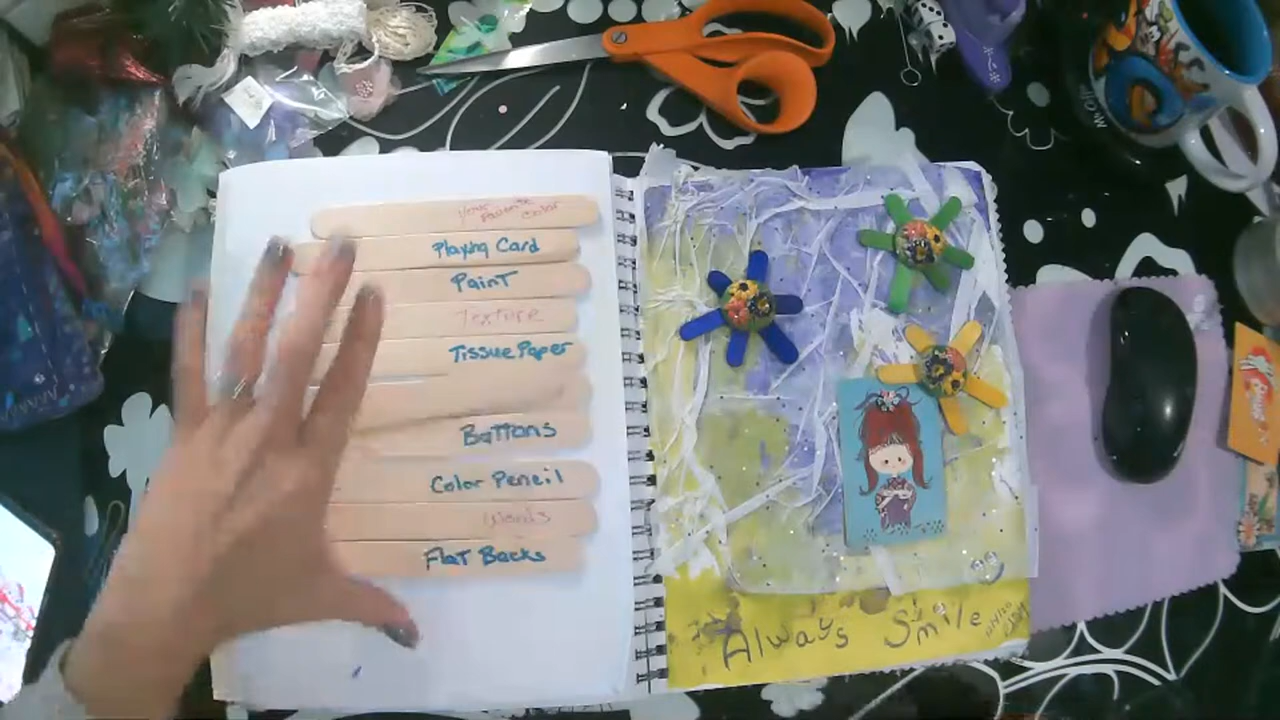 Your
Favorite
Color
Playing Card
Paint
Texture
Tissue Paper
Buttons
Color Pencil
Words
Flat Backs
Always Smile